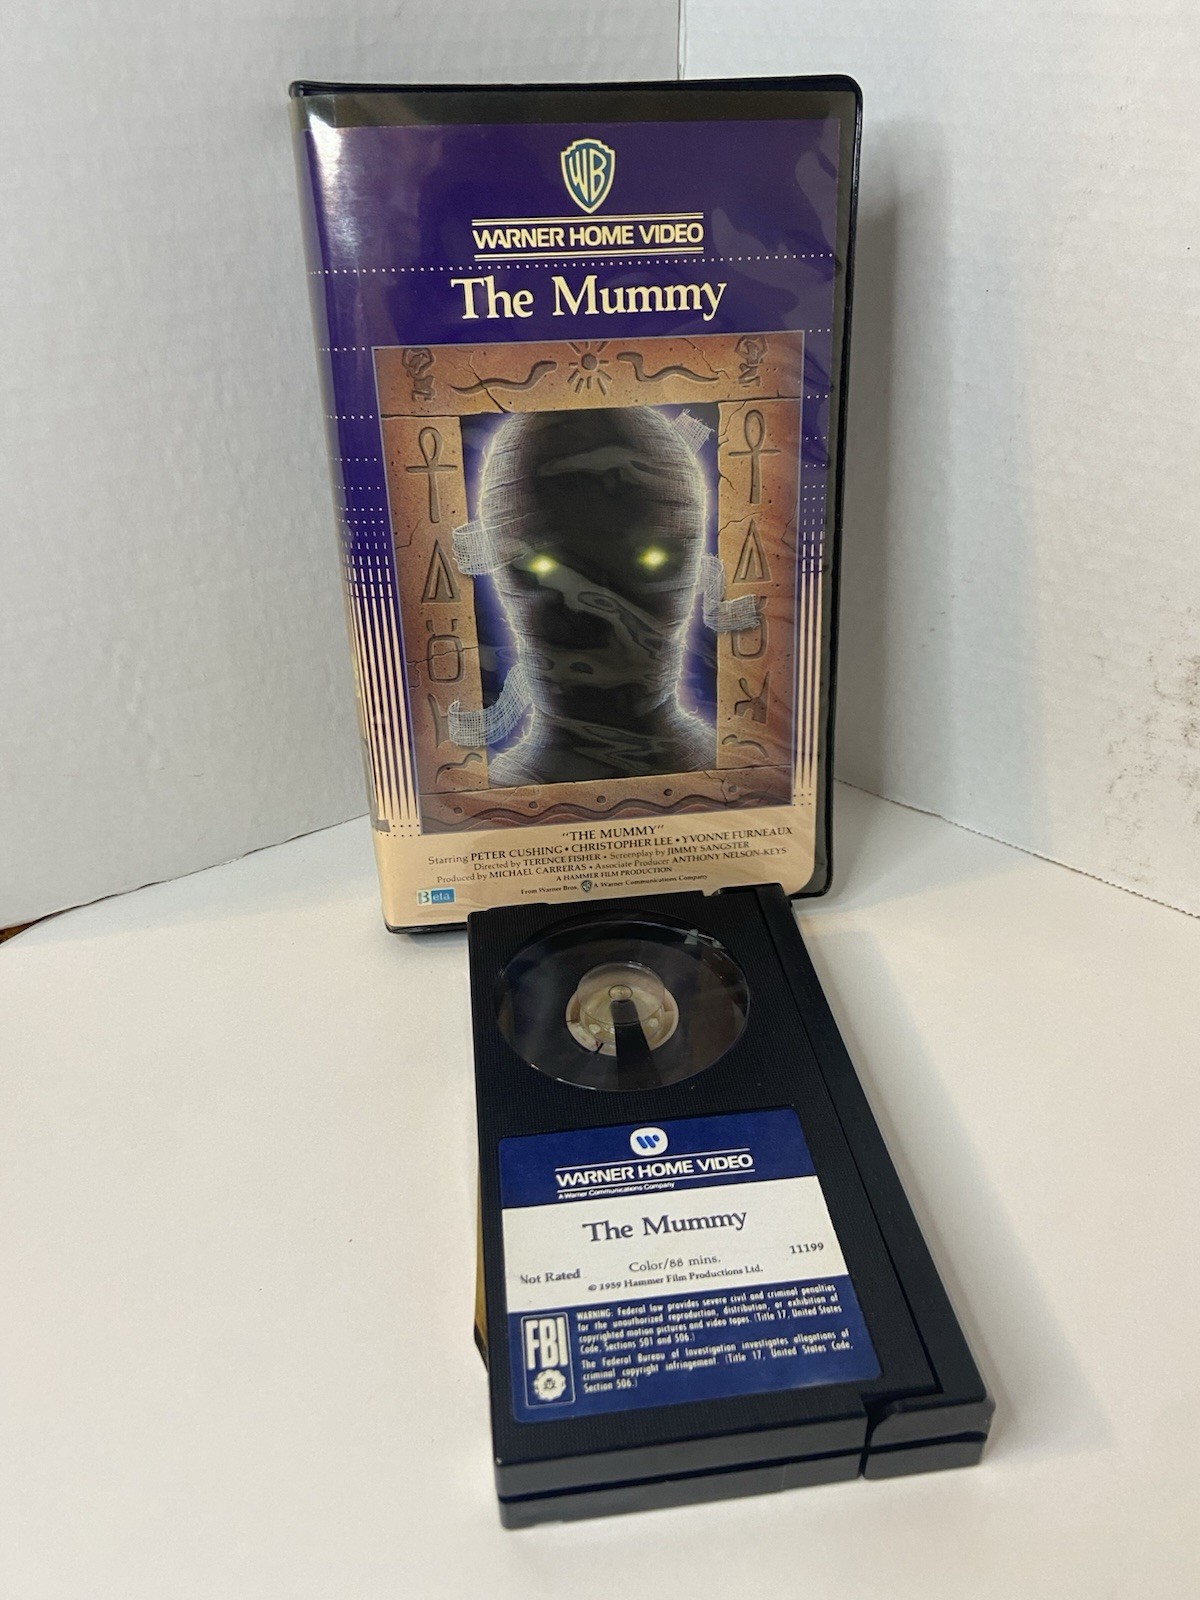 WB
WARNER HOME VIDEO
The Mummy
"THE MUMMY"
Starring PETER CUSHING • CHRISTOPHER LEE • YVONNE FURNEAUX
Directed by TERENCE FISHER • Screenplay by JIMMY SANGSTER
Produced by MICHAEL CARRERAS • Associate Producer ANTHONY NELSON-KEYS
A HAMMER FILM PRODUCTION
From Warner Bros. WB A Warner Communications Company
Beta
WARNER HOME VIDEO
A Warner Communications Company
The Mummy
11199
Not Rated Color/88 mins.
© 1959 Hammer Film Productions Ltd.
FBI
WARNING: Federal law provides severe civil and criminal penalties
for the unauthorized reproduction, distribution, or exhibition of
copyrighted motion pictures and video tapes. (Title 17, United States
Code, Sections 501 and 506.)
The Federal Bureau of Investigation investigates allegations of
criminal copyright infringement. (Title 17, United States Code,
Section 506.)